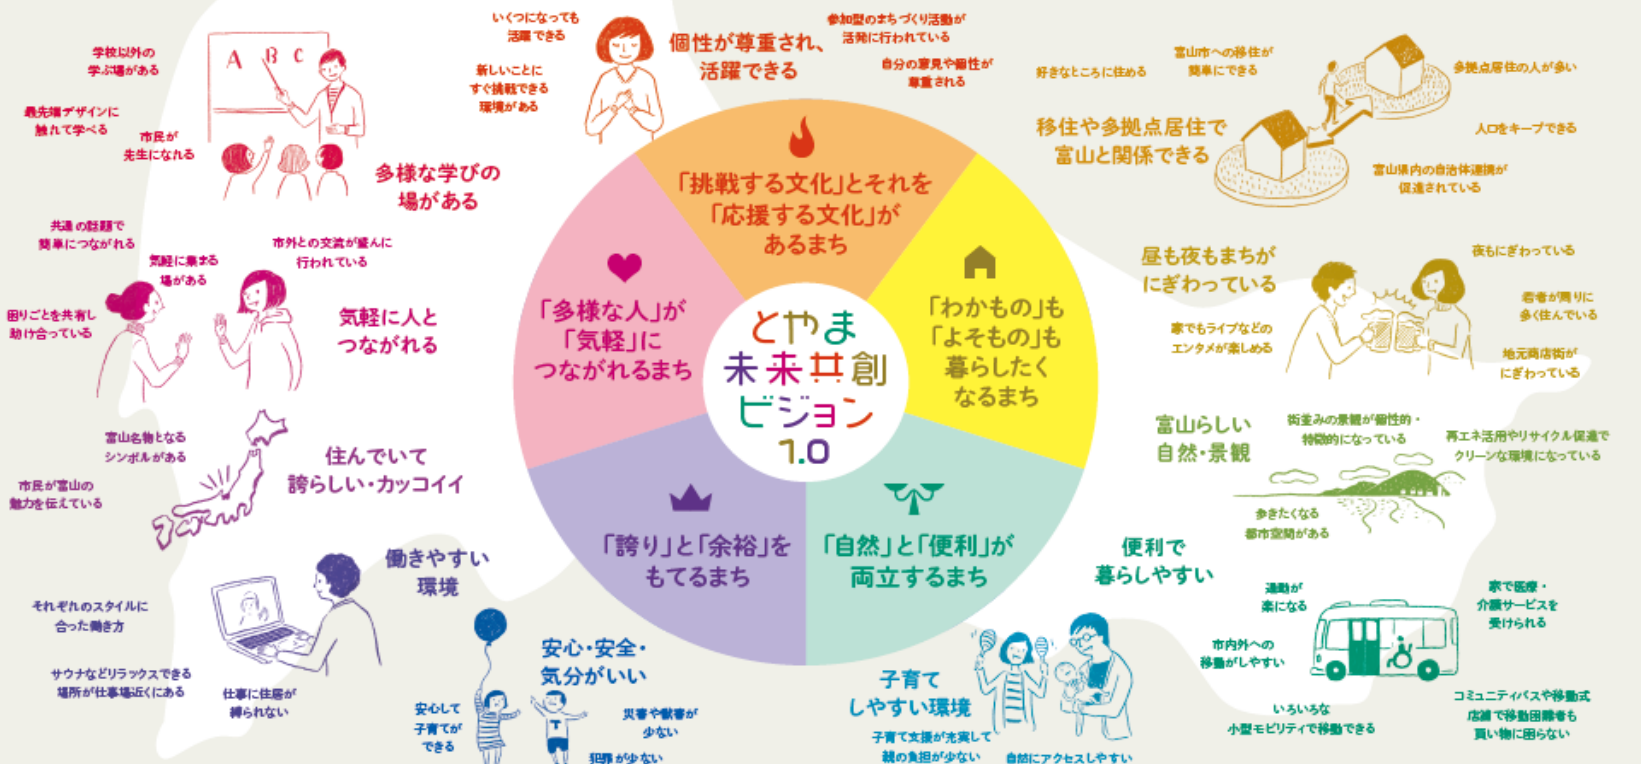 とやま
未来共創
ビジョン
1.0
「挑戦する文化」とそれを
「応援する文化」が
あるまち
「わかもの」も
「よそもの」も
暮らしたく
なるまち
「自然」と「便利」が
両立するまち
「誇り」と「余裕」を
もてるまち
「多様な人」が
「気軽」に
つながれるまち
いくつになっても
活躍できる
新しいことに
すぐ挑戦できる
環境がある
個性が尊重され、
活躍できる
参加型のまちづくり活動が
活発に行われている
自分の意見や個性が
尊重される
学校以外の
学ぶ場がある
A B C
最先端デザインに
触れて学べる
市民が
先生になれる
多様な学びの
場がある
共通の話題で
簡単につながれる
気軽に集まる
場がある
市外との交流が盛んに
行われている
困りごとを共有し
助け合っている
気軽に人と
つながれる
富山名物となる
シンボルがある
市民が富山の
魅力を伝えている
住んでいて
誇らしい・カッコイイ
働きやすい
環境
それぞれのスタイルに
合った働き方
サウナなどリラックスできる
場所が仕事場近くにある
仕事に住居が
縛られない
安心・安全・
気分がいい
安心して
子育てが
できる
T
災害や獣害が
少ない
犯罪が少ない
子育て
しやすい環境
子育て支援が充実して
親の負担が少ない
自然にアクセスしやすい
富山市への移住が
簡単にできる
好きなところに住める
多拠点居住の人が多い
移住や多拠点居住で
富山と関係できる
人口をキープできる
富山県内の自治体連携が
促進されている
昼も夜もまちが
にぎわっている
夜もにぎわっている
若者が周りに
多く住んでいる
家でもライブなどの
エンタメが楽しめる
地元商店街が
にぎわっている
富山らしい
自然・景観
街並みの景観が個性的・
特徴的になっている
再エネ活用やリサイクル促進で
クリーンな環境になっている
歩きたくなる
都市空間がある
便利で
暮らしやすい
通勤が
楽になる
家で医療・
介護サービスを
受けられる
市内外への
移動がしやすい
いろいろな
小型モビリティで移動できる
コミュニティバスや移動式
店舗で移動困難者も
買い物に困らない